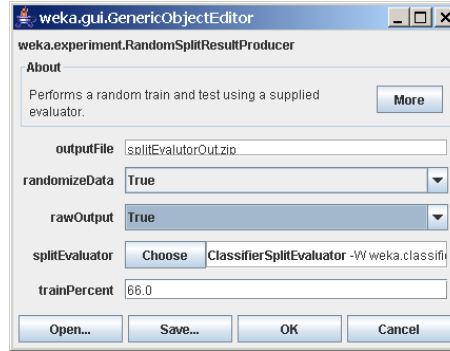 weka.gui.GenericObjectEditor
weka.experiment.RandomSplitResultProducer
About
Performs a random train and test using a supplied
evaluator.
More
outputFile splitEvalutorOut.zip
randomizeData True
rawOutput True
splitEvaluator Choose ClassifierSplitEvaluator -W weka.classifi
trainPercent 66.0
Open... Save... OK Cancel